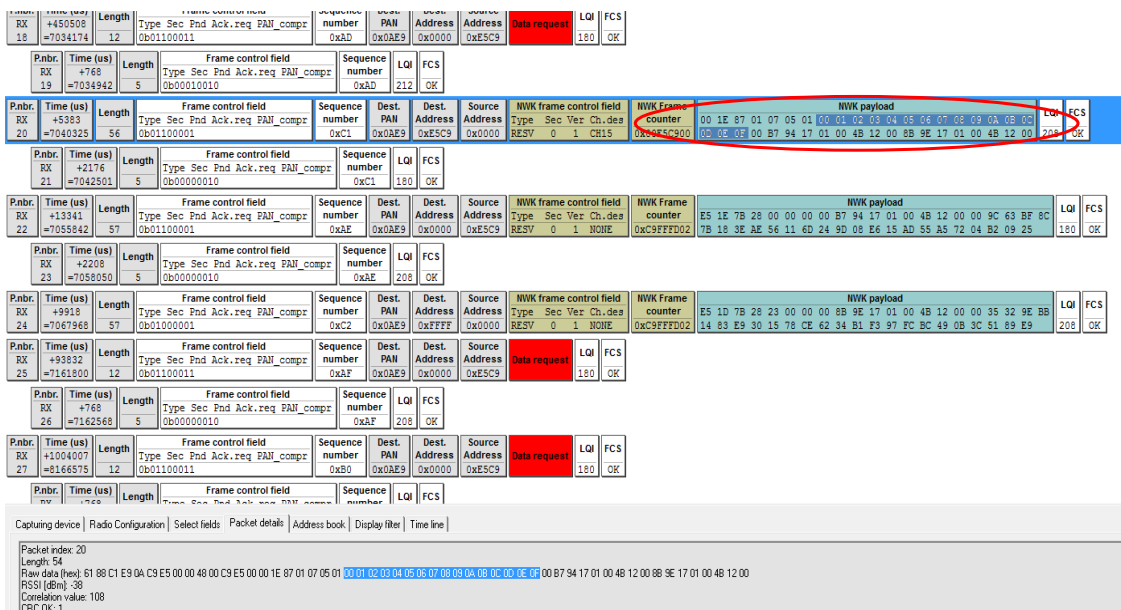 P.nbr. Time (us) Length Frame control field Sequence Dest. Dest. Source Data request LQI FCS
RX +450508 Type Sec Pnd Ack.req PAN_compr number PAN Address Address
18 =7034174 12 0b01100011 0xAD 0x0AE9 0x0000 0xE5C9 180 OK
P.nbr. Time (us) Length Frame control field Sequence LQI FCS
RX +768 Type Sec Pnd Ack.req PAN_compr number
19 =7034942 5 0b00010010 0xAD 212 OK
P.nbr. Time (us) Length Frame control field Sequence Dest. Dest. Source NWK frame control field NWK Frame NWK payload LQI FCS
RX +5383 Type Sec Pnd Ack.req PAN_compr number PAN Address Address Type Sec Ver Ch.des counter 00 1E 87 01 07 05 01 00 01 02 03 04 05 06 07 08 09 0A 0B 0C
20 =7040325 56 0b01100001 0xC1 0x0AE9 0xE5C9 0x0000 RESV 0 1 CH15 0x00E5C900 0D 0E 0F 00 B7 94 17 01 00 4B 12 00 8B 9E 17 01 00 4B 12 00 208 OK
P.nbr. Time (us) Length Frame control field Sequence LQI FCS
RX +2176 Type Sec Pnd Ack.req PAN_compr number
21 =7042501 5 0b00000010 0xC1 180 OK
P.nbr. Time (us) Length Frame control field Sequence Dest. Dest. Source NWK frame control field NWK Frame NWK payload LQI FCS
RX +13341 Type Sec Pnd Ack.req PAN_compr number PAN Address Address Type Sec Ver Ch.des counter E5 1E 7B 28 00 00 00 00 B7 94 17 01 00 4B 12 00 00 9C 63 BF 8C
22 =7055842 57 0b01100001 0xAE 0x0AE9 0x0000 0xE5C9 RESV 0 1 NONE 0xC9FFFD02 7B 18 3E AE 56 11 6D 24 9D 08 E6 15 AD 55 A5 72 04 B2 09 25 180 OK
P.nbr. Time (us) Length Frame control field Sequence LQI FCS
RX +2208 Type Sec Pnd Ack.req PAN_compr number
23 =7058050 5 0b00000010 0xAE 208 OK
P.nbr. Time (us) Length Frame control field Sequence Dest. Dest. Source NWK frame control field NWK Frame NWK payload LQI FCS
RX +9918 Type Sec Pnd Ack.req PAN_compr number PAN Address Address Type Sec Ver Ch.des counter E5 1D 7B 28 23 00 00 00 8B 9E 17 01 00 4B 12 00 00 35 32 9E BB
24 =7067968 57 0b01000001 0xC2 0x0AE9 0xFFFF 0x0000 RESV 0 1 NONE 0xC9FFFD02 14 83 E9 30 15 78 CE 62 34 B1 F3 97 FC BC 49 0B 3C 51 89 E9 208 OK
P.nbr. Time (us) Length Frame control field Sequence Dest. Dest. Source Data request LQI FCS
RX +93832 Type Sec Pnd Ack.req PAN_compr number PAN Address Address
25 =7161800 12 0b01100011 0xAF 0x0AE9 0x0000 0xE5C9 180 OK
P.nbr. Time (us) Length Frame control field Sequence LQI FCS
RX +768 Type Sec Pnd Ack.req PAN_compr number
26 =7162568 5 0b00000010 0xAF 208 OK
P.nbr. Time (us) Length Frame control field Sequence Dest. Dest. Source Data request LQI FCS
RX +1004007 Type Sec Pnd Ack.req PAN_compr number PAN Address Address
27 =8166575 12 0b01100011 0xB0 0x0AE9 0x0000 0xE5C9 180 OK
P.nbr. Time (us) Length Frame control field Sequence LQI FCS
RX +768 Type Sec Pnd Ack.req PAN_compr number
Capturing device Radio Configuration Select fields Packet details Address book Display filter Time line
Packet index: 20
Length: 54
Raw data (hex): 61 88 C1 E9 0A C9 E5 00 00 48 00 C9 E5 00 00 1E 87 01 07 05 01 00 01 02 03 04 05 06 07 08 09 0A 0B 0C 0D 0E 0F 00 B7 94 17 01 00 4B 12 00 8B 9E 17 01 00 4B 12 00
RSSI [dBm]: -38
Correlation value: 108
CRC OK: 1